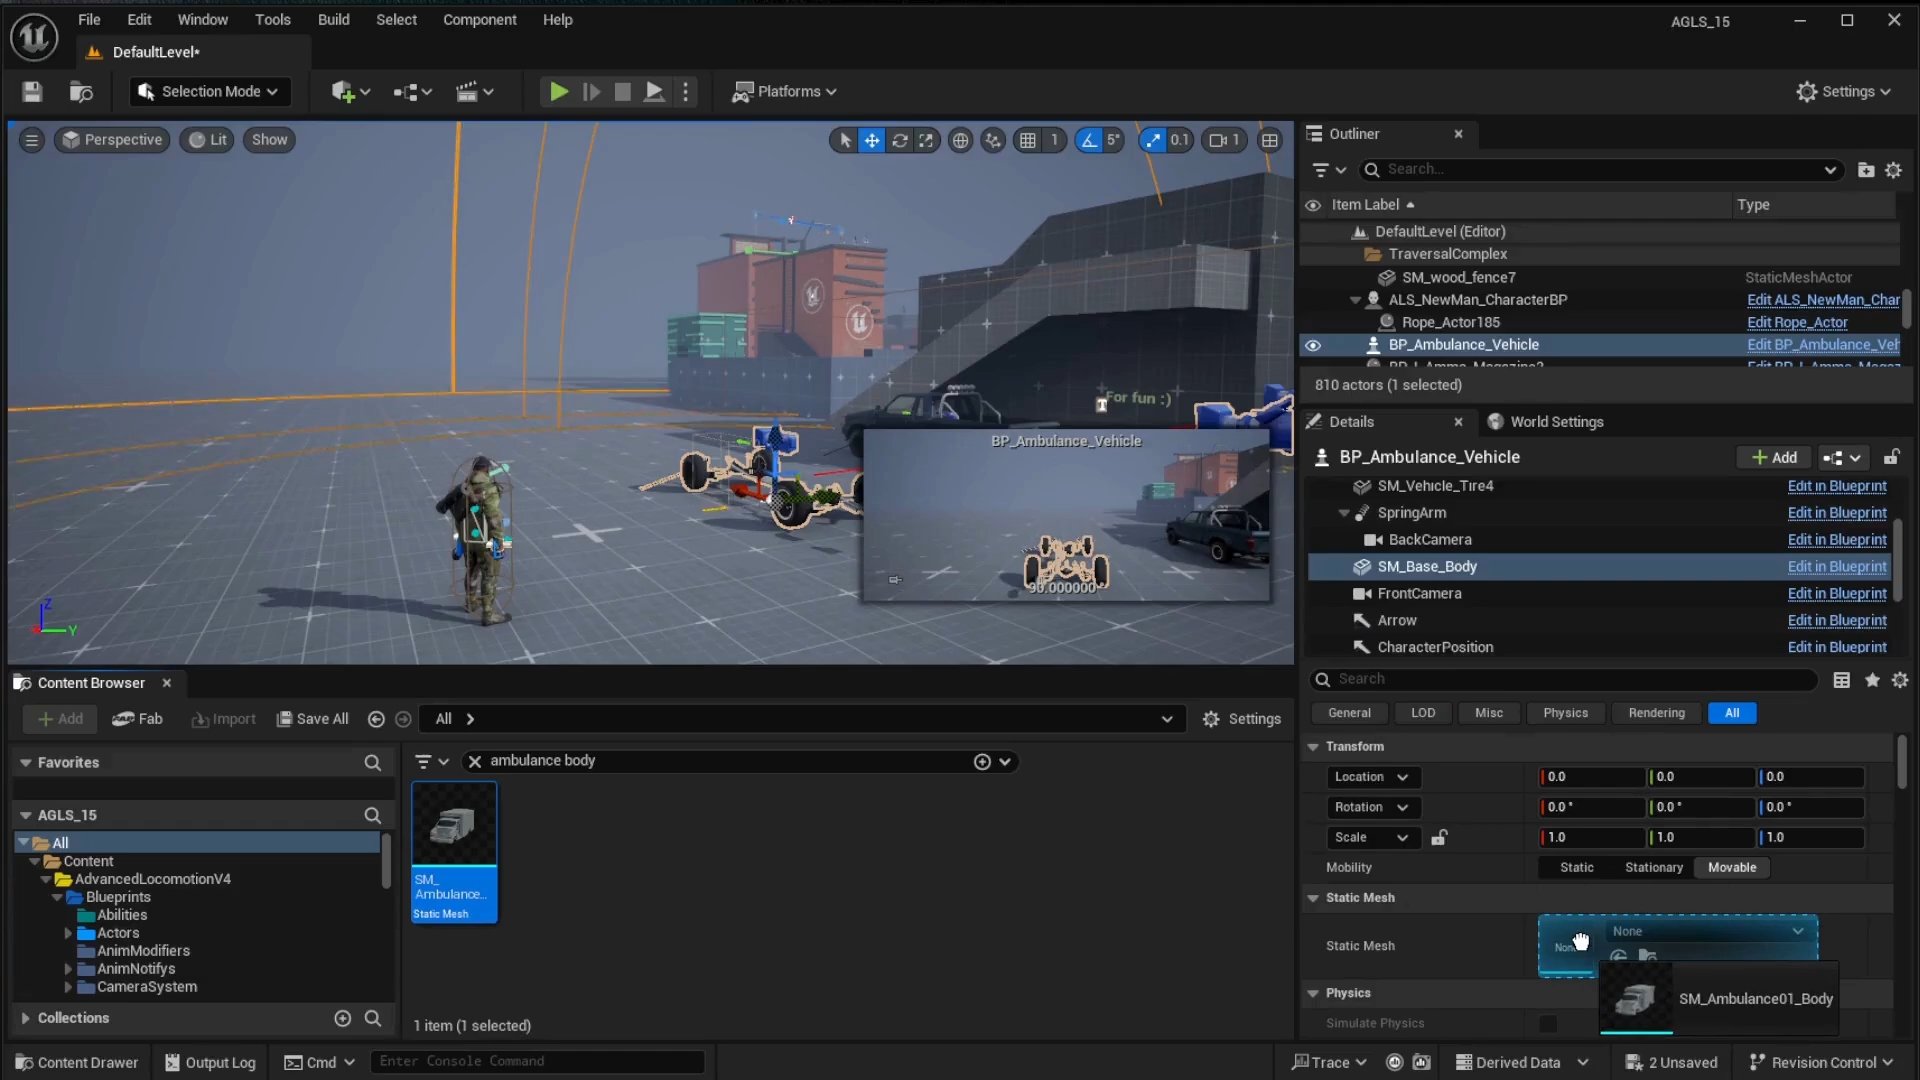 File Edit Window Tools Build Select Component Help
AGLS_15
DefaultLevel*
Selection Mode
Platforms
Settings
Perspective
Lit
Show
1
5°
0.1
1
For fun :)
BP_Ambulance_Vehicle
90.000000
Z
Y
Outliner
Search...
Item Label
Type
DefaultLevel (Editor)
TraversalComplex
SM_wood_fence7
StaticMeshActor
ALS_NewMan_CharacterBP
Edit ALS_NewMan_Char
Rope_Actor185
Edit Rope_Actor
BP_Ambulance_Vehicle
Edit BP_Ambulance_Veh
810 actors (1 selected)
Details
World Settings
BP_Ambulance_Vehicle
Add
SM_Vehicle_Tire4
Edit in Blueprint
SpringArm
Edit in Blueprint
BackCamera
Edit in Blueprint
SM_Base_Body
Edit in Blueprint
FrontCamera
Edit in Blueprint
Arrow
Edit in Blueprint
CharacterPosition
Edit in Blueprint
Search
General
LOD
Misc
Physics
Rendering
All
Transform
Location
0.0
0.0
0.0
Rotation
0.0 °
0.0 °
0.0 °
Scale
1.0
1.0
1.0
Mobility
Static
Stationary
Movable
Static Mesh
Static Mesh
None
SM_Ambulance01_Body
Physics
Simulate Physics
Content Browser
Add
Fab
Import
Save All
All
Settings
Favorites
AGLS_15
All
Content
AdvancedLocomotionV4
Blueprints
Abilities
Actors
AnimModifiers
AnimNotifys
CameraSystem
Collections
ambulance body
SM_
Ambulance...
Static Mesh
1 item (1 selected)
Content Drawer
Output Log
Cmd
Enter Console Command
Trace
Derived Data
2 Unsaved
Revision Control